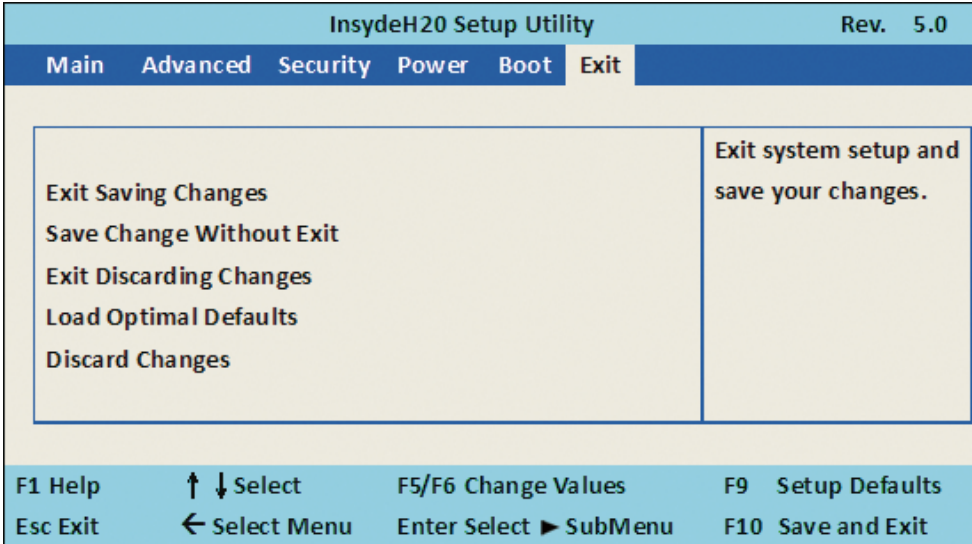 InsydeH20 Setup Utility Rev. 5.0
Main Advanced Security Power Boot Exit
Exit Saving Changes
Save Change Without Exit
Exit Discarding Changes
Load Optimal Defaults
Discard Changes
Exit system setup and
save your changes.
F1 Help ↑ ↓ Select F5/F6 Change Values F9 Setup Defaults
Esc Exit ← Select Menu Enter Select ► SubMenu F10 Save and Exit